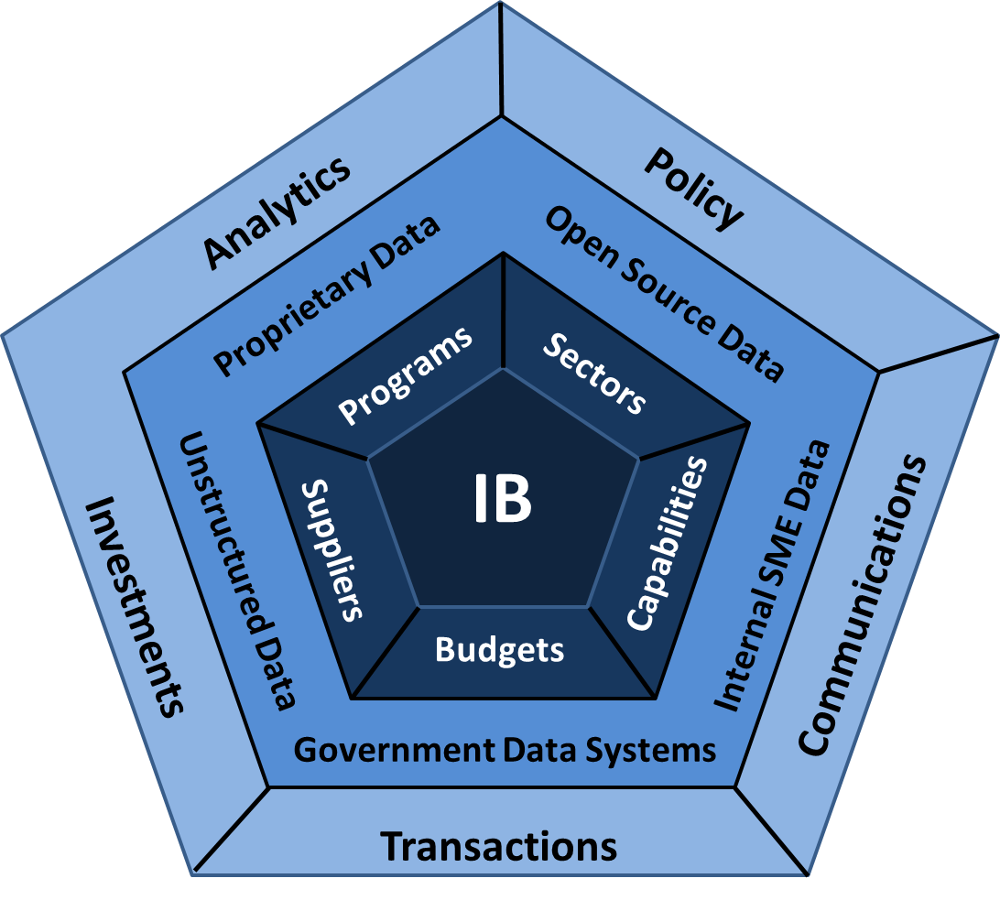 Analytics
Policy
Proprietary Data
Open Source Data
Programs
Sectors
Investments
Unstructured Data
Suppliers
IB
Capabilities
Internal SME Data
Communications
Budgets
Government Data Systems
Transactions